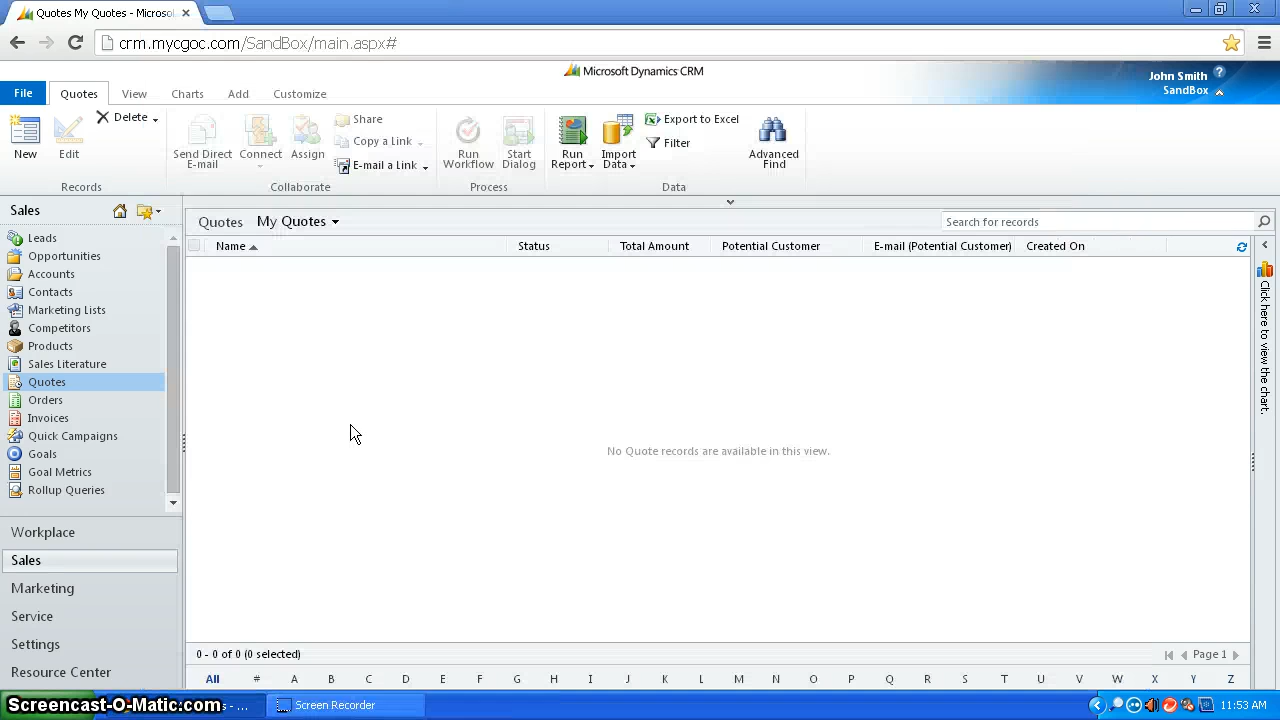 Quotes My Quotes - Microsof
crm.mycgoc.com/SandBox/main.aspx#
Microsoft Dynamics CRM
John Smith
SandBox
File Quotes View Charts Add Customize
New
Edit
Delete
Records
Send Direct E-mail
Connect
Assign
Share
Copy a Link
E-mail a Link
Collaborate
Run Workflow
Start Dialog
Process
Run Report
Import Data
Export to Excel
Filter
Advanced Find
Data
Sales
Leads
Opportunities
Accounts
Contacts
Marketing Lists
Competitors
Products
Sales Literature
Quotes
Orders
Invoices
Quick Campaigns
Goals
Goal Metrics
Rollup Queries
Workplace
Sales
Marketing
Service
Settings
Resource Center
Quotes My Quotes
Search for records
Name Status Total Amount Potential Customer E-mail (Potential Customer) Created On
No Quote records are available in this view.
Click here to view the chart.
0 - 0 of 0 (0 selected)
Page 1
All # A B C D E F G H I J K L M N O P Q R S T U V W X Y Z
Screencast-O-Matic.com
s - ...
Screen Recorder
11:53 AM